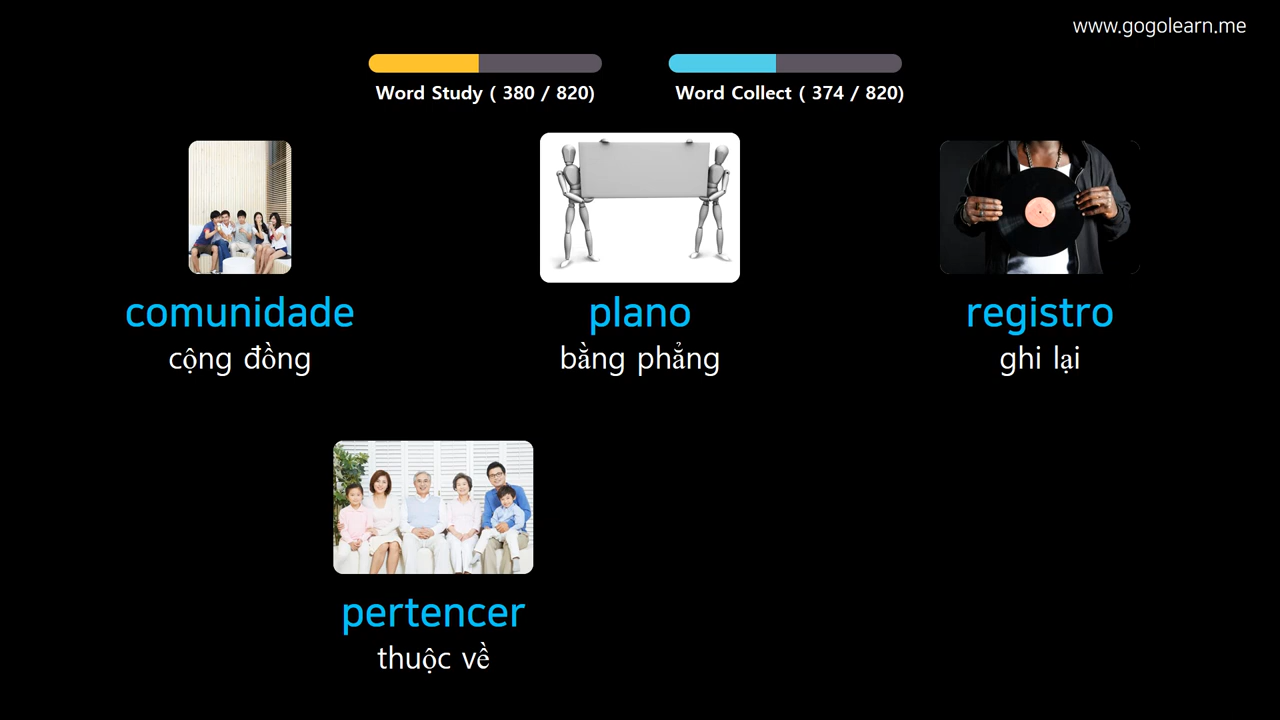 www.gogolearn.me
Word Study ( 380 / 820)
Word Collect ( 374 / 820)
comunidade
cộng đồng
plano
bằng phẳng
registro
ghi lại
pertencer
thuộc về